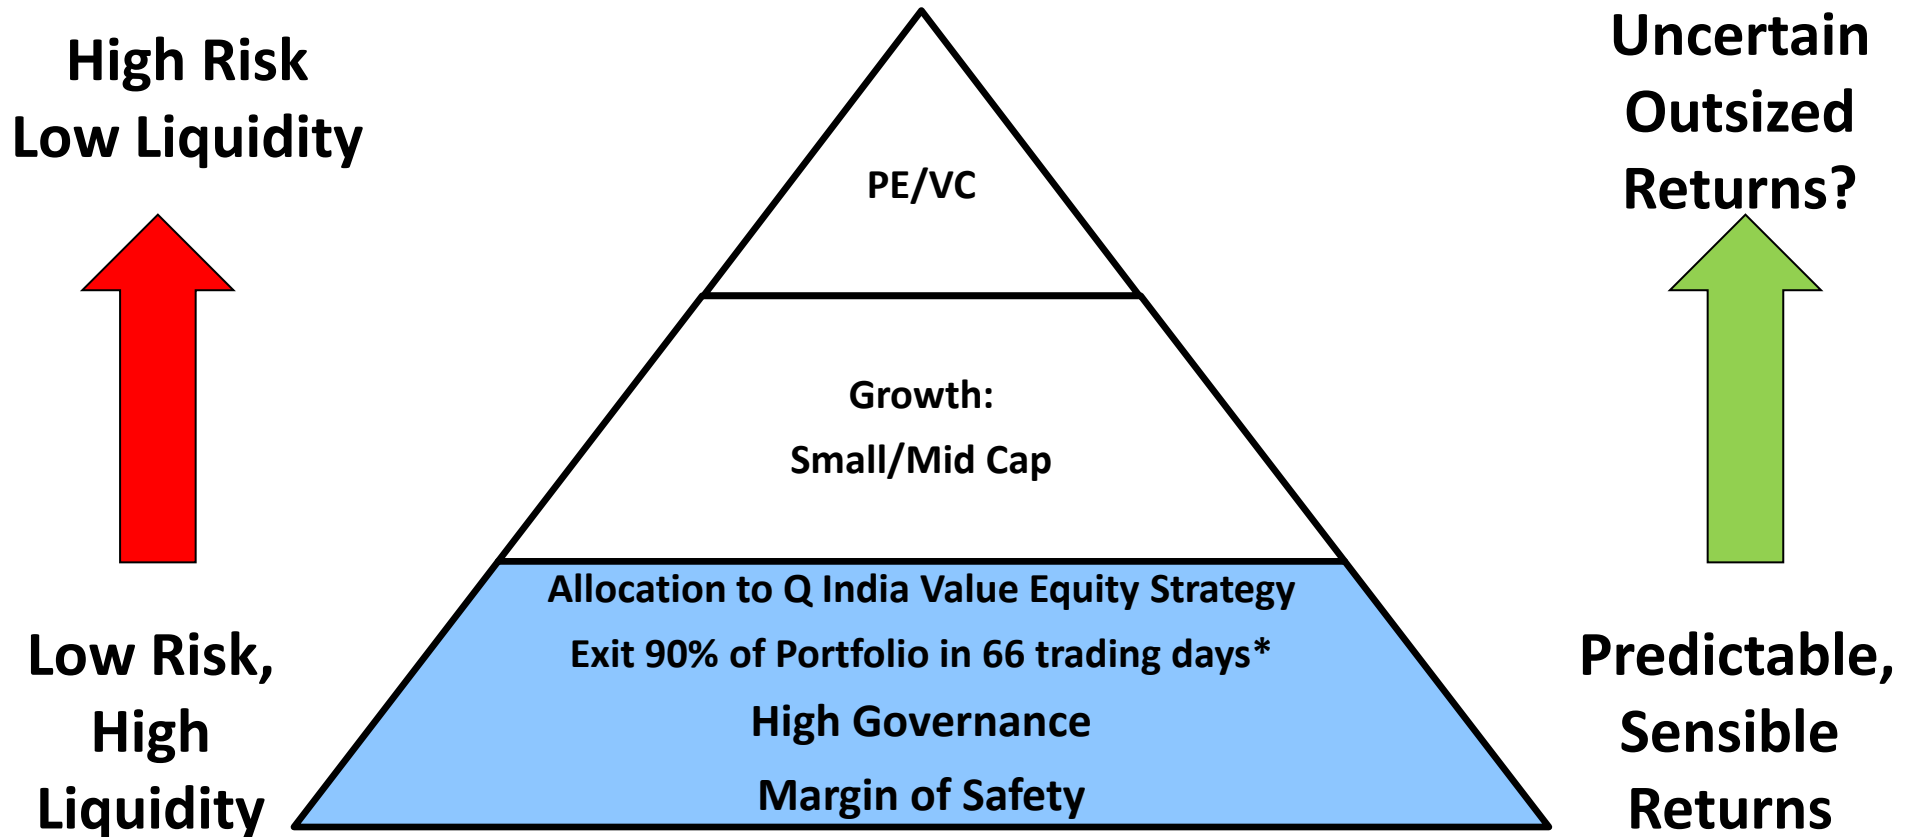 High Risk
Low Liquidity
Uncertain
Outsized
Returns?
PE/VC
Growth:
Small/Mid Cap
Allocation to Q India Value Equity Strategy
Exit 90% of Portfolio in 66 trading days*
High Governance
Margin of Safety
Low Risk,
High
Liquidity
Predictable,
Sensible
Returns